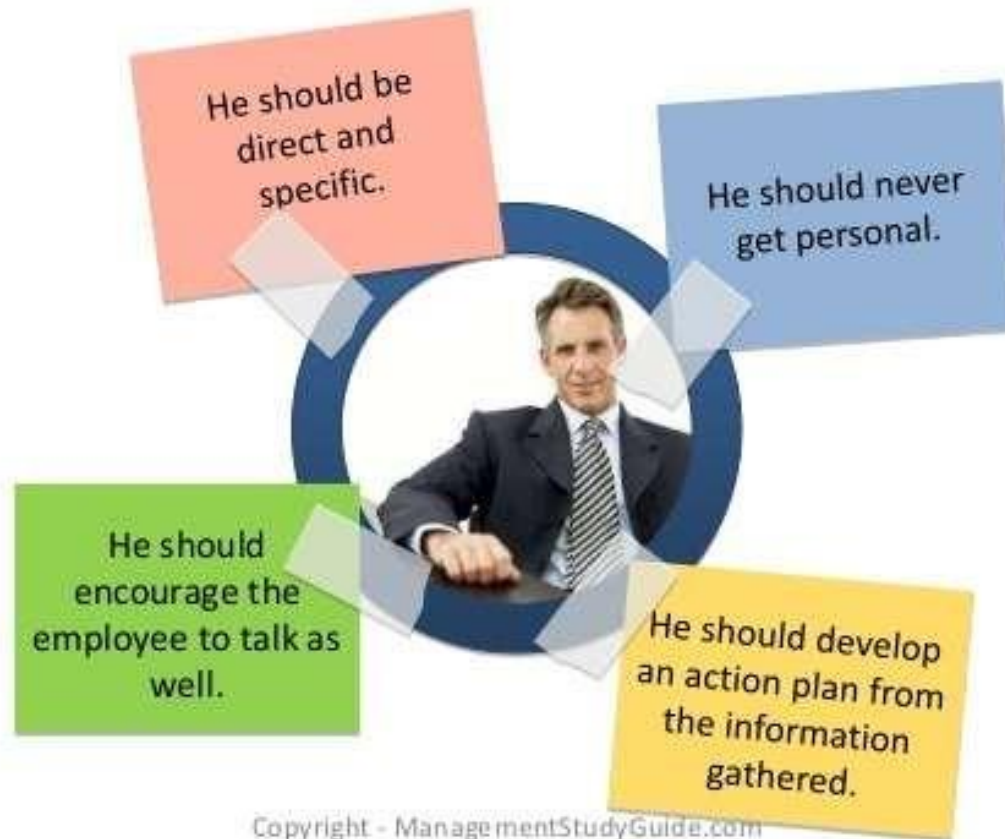 He should be
direct and
specific.
He should never
get personal.
He should
encourage the
employee to talk as
well.
He should develop
an action plan from
the information
gathered.
Copyright - ManagementStudyGuide.com